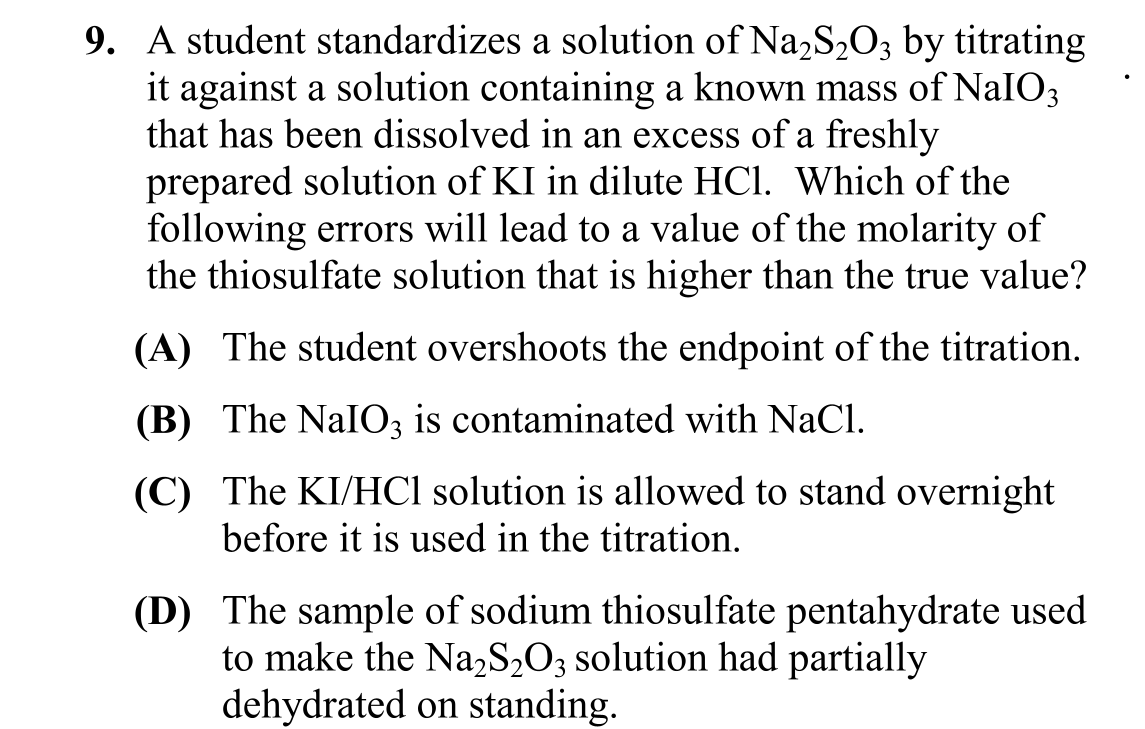 9. A student standardizes a solution of Na₂S₂O₃ by titrating
it against a solution containing a known mass of NaIO₃
that has been dissolved in an excess of a freshly
prepared solution of KI in dilute HCl. Which of the
following errors will lead to a value of the molarity of
the thiosulfate solution that is higher than the true value?
(A) The student overshoots the endpoint of the titration.
(B) The NaIO₃ is contaminated with NaCl.
(C) The KI/HCl solution is allowed to stand overnight
before it is used in the titration.
(D) The sample of sodium thiosulfate pentahydrate used
to make the Na₂S₂O₃ solution had partially
dehydrated on standing.